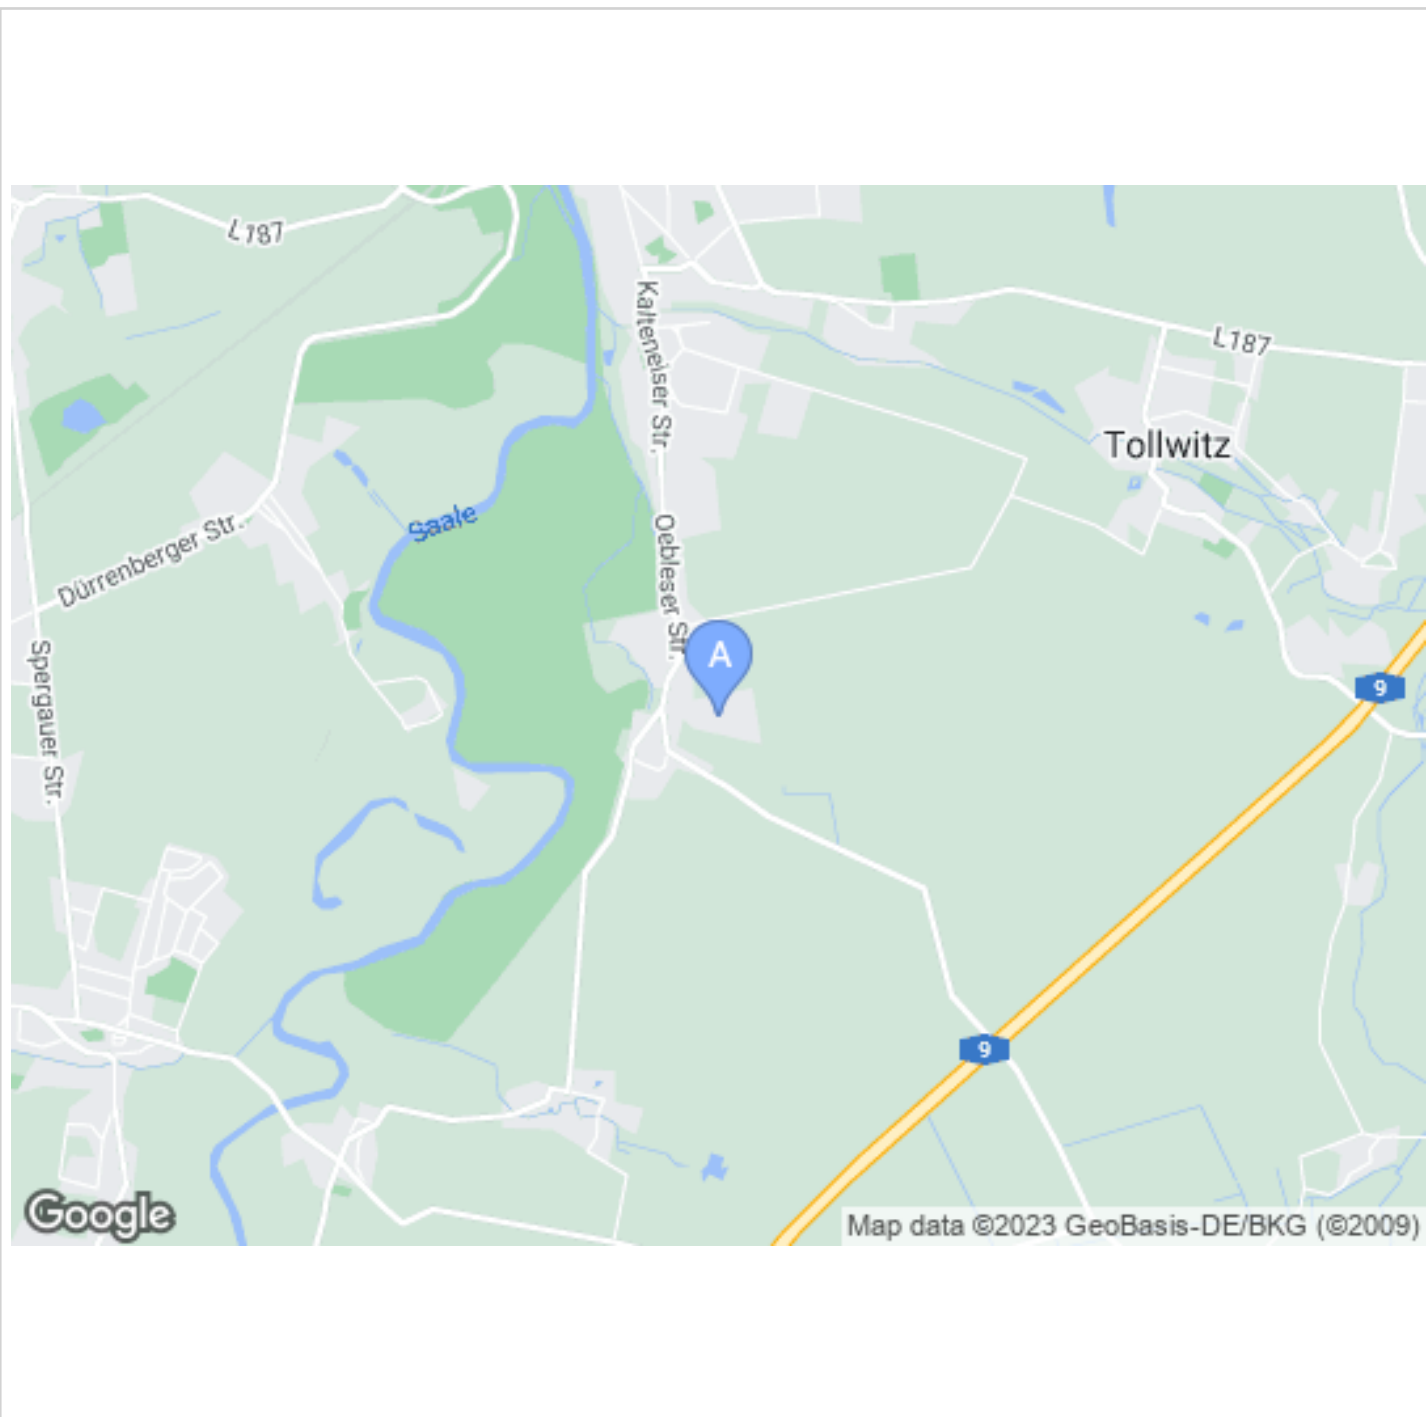 L187
Kalteneiser Str.
L187
Tollwitz
Saale
Dürrenberger Str.
Oebleser Str.
A
Spergauer Str.
9
9
Google
Map data ©2023 GeoBasis-DE/BKG (©2009)